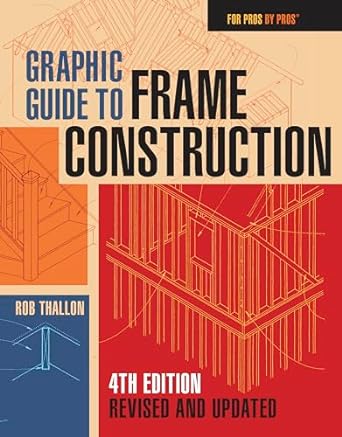 FOR PROS BY PROS®
GRAPHIC
GUIDE TO FRAME
CONSTRUCTION
ROB THALLON
4TH EDITION
REVISED AND UPDATED